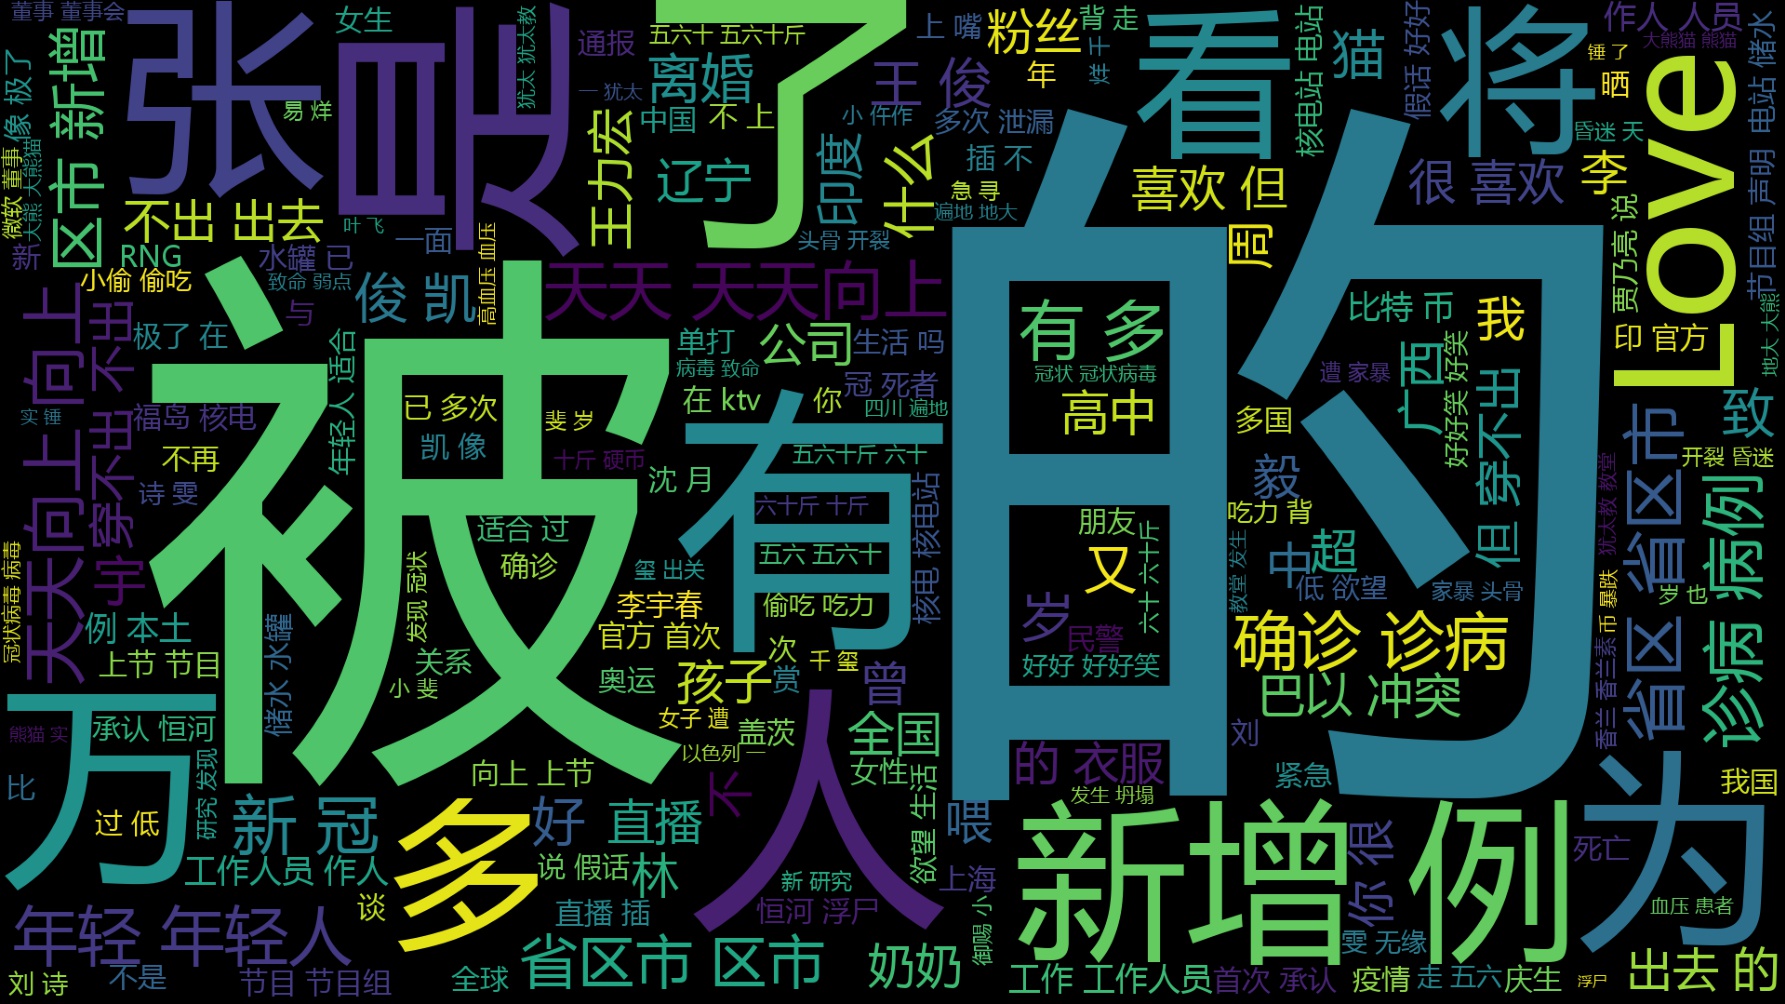 董事 董事会
女生
犹太 犹太教
了
五六十 五六十斤
上 嘴
粉丝
背 走
作人 人员
大熊猫 熊猫
像 极了
区市 新增
张
是
通报
离婚
王 俊
年
千 烊
看
核电站 电站
猫
假话 好好
将
锤 了
晒
Love
电站 储水
易 烊
一 犹太
中国
不 上
小 仵作
多次 泄漏
昏迷 天
微软 董事
大熊 大熊猫
王力宏
辽宁
印度
什么
插 不
急 寻
遍地 地大
喜欢 但
很 喜欢
李
节目组 声明
不出 出去
叶 飞
一面
高血压 血压
头骨 开裂
周
贾乃亮 说
新
RNG
水罐 已
小偷 偷吃
致命 弱点
与
俊 凯
天天 天天向上
的
有 多
比特 币
我
印 官方
地大 大熊
天天向上 向上
穿不出 不出
极了 在
年轻人 适合
被
单打
公司
生活 吗
病毒 致命
冠 死者
冠状 冠状病毒
广西
好好笑 好笑
但 穿不出
遭 家暴
实 锤
福岛 核电
已 多次
斐 岁
在 ktv
你
四川 遍地
高中
多国
省区 省区市
致
不再
凯 像
十斤 硬币
有
五六十斤 六十
开裂 昏迷
诗 雯
沈 月
六十斤 十斤
核电 核电站
毅
犹太教 教堂
诊病 病例
适合 过
朋友
六十 六十斤
吃力 背
冠状病毒 病毒
宇
发现 冠状
确诊
五六 五六十
又
教堂 发生
中
超
低 欲望
家暴 头骨
币 暴跌
岁 也
玺 出关
偷吃 吃力
李宇春
岁
民警
例 本土
储水 水罐
官方 首次
次
千 玺
确诊 诊病
上节 节目
关系
小 斐
奥运
孩子
赏
曾
好好 好好笑
巴以 冲突
香兰 香兰素
万
承认 恒河
熊猫 实
女子 遭
盖茨
全国
刘
以色列 一
女性
的 衣服
紧急
我国
比
研究 发现
向上 上节
不
人
欲望 生活
发生 坍塌
为
过 低
新 冠
多
好
直播
喂
新增 例
你 很
死亡
工作人员 作人
说 假话
林
新 研究
上海
年轻 年轻人
谈
直播 插
恒河 浮尸
御赐 小
血压 患者
雯 无缘
刘 诗
不是
节目 节目组
全球
省区市 区市
奶奶
工作 工作人员
首次 承认
疫情
走 五六
庆生
浮尸
出去 的